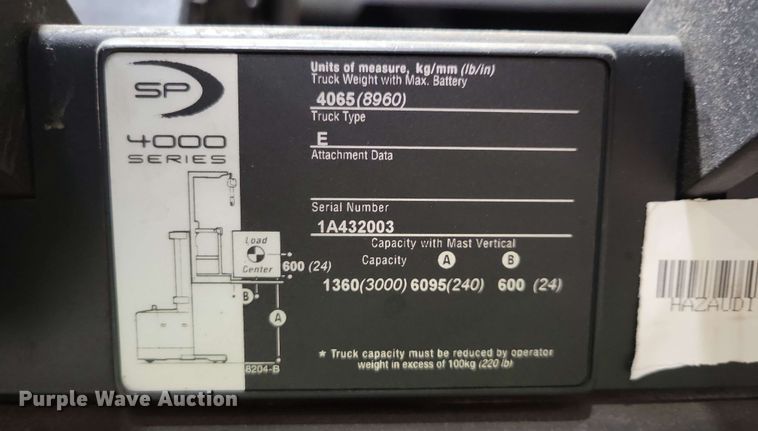 SP
4000
SERIES
Units of measure, kg/mm (lb/in)
Truck Weight with Max. Battery
4065(8960)
Truck Type
E
Attachment Data
Serial Number
1A432003
Capacity with Mast Vertical
Capacity A B
1360(3000) 6095(240) 600 (24)
* Truck capacity must be reduced by operator
weight in excess of 100kg (220 lb)
Load
Center
600 (24)
B
A
8204-B
HAZAUDI
Purple Wave Auction